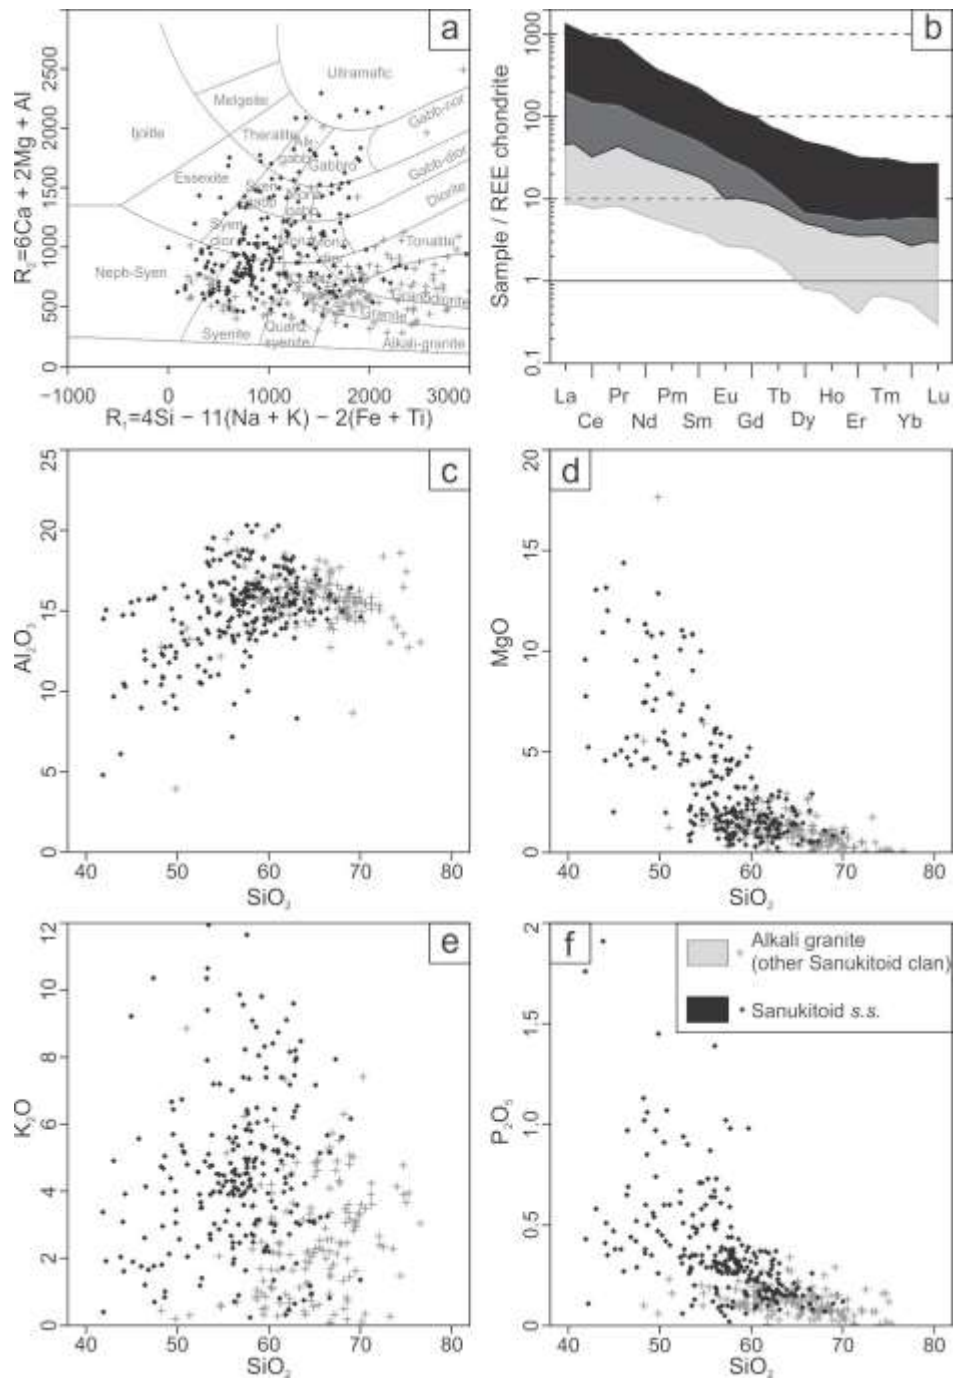 a
R₂=6Ca + 2Mg + Al
0 500 1000 1500 2000 2500
Ultramafic
Melgeite
Ijolite
Theralite
Gabb-nor
Gabbro
Essexite
Gabb-dior
Diorite
Syen
dior
Tonalite
Neph-Syen
Granodiorite
Granite
Syenite
Quartz
syenite
Alkali-granite
-1000 0 1000 2000 3000
R₁=4Si − 11(Na + K) − 2(Fe + Ti)
b
Sample / REE chondrite
0.1 1 10 100 1000
La Pr Pm Eu Tb Ho Tm Lu
Ce Nd Sm Gd Dy Er Yb
c
Al₂O₃
0 5 10 15 20 25
40 50 60 70 80
SiO₂
d
MgO
0 5 10 15 20
40 50 60 70 80
SiO₂
e
K₂O
0 2 4 6 8 10 12
40 50 60 70 80
SiO₂
f
Alkali granite
(other Sanukitoid clan)
Sanukitoid s.s.
P₂O₅
0 0.5 1.0 1.5 2
40 50 60 70 80
SiO₂